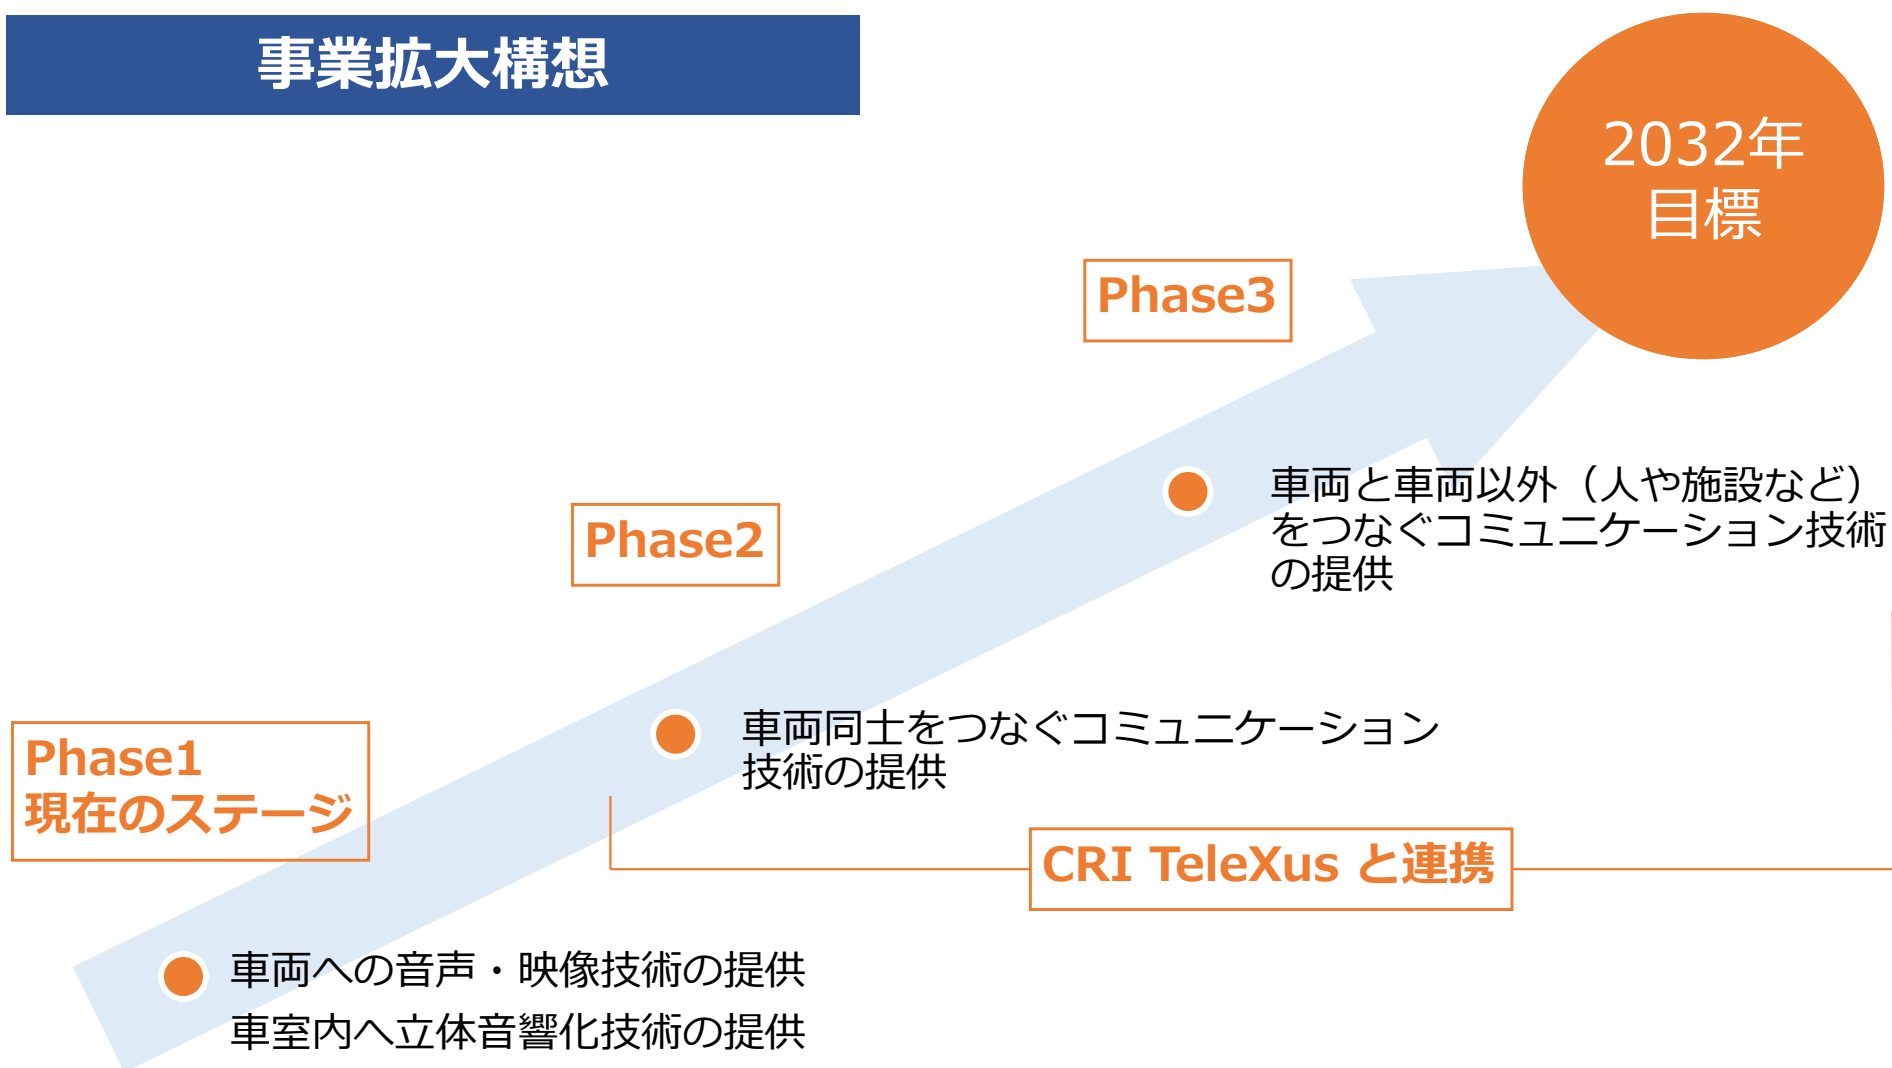 事業拡大構想
2032年
目標
Phase3
車両と車両以外（人や施設など）
をつなぐコミュニケーション技術
の提供
Phase2
車両同士をつなぐコミュニケーション
技術の提供
CRI TeleXus と連携
Phase1
現在のステージ
車両への音声・映像技術の提供
車室内へ立体音響化技術の提供